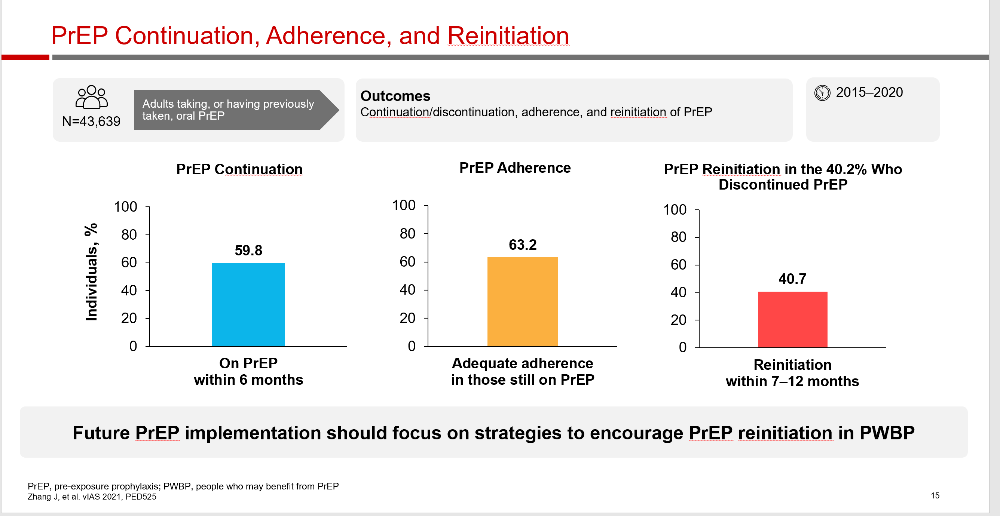 PrEP Continuation, Adherence, and Reinitiation
N=43,639
Adults taking, or having previously
taken, oral PrEP
Outcomes
Continuation/discontinuation, adherence, and reinitiation of PrEP
2015–2020
PrEP Continuation
Individuals, %
100
80
60
40
20
0
59.8
On PrEP
within 6 months
PrEP Adherence
100
80
60
40
20
0
63.2
Adequate adherence
in those still on PrEP
PrEP Reinitiation in the 40.2% Who
Discontinued PrEP
100
80
60
40
20
0
40.7
Reinitiation
within 7–12 months
Future PrEP implementation should focus on strategies to encourage PrEP reinitiation in PWBP
PrEP, pre-exposure prophylaxis; PWBP, people who may benefit from PrEP
Zhang J, et al. vIAS 2021, PED525
15